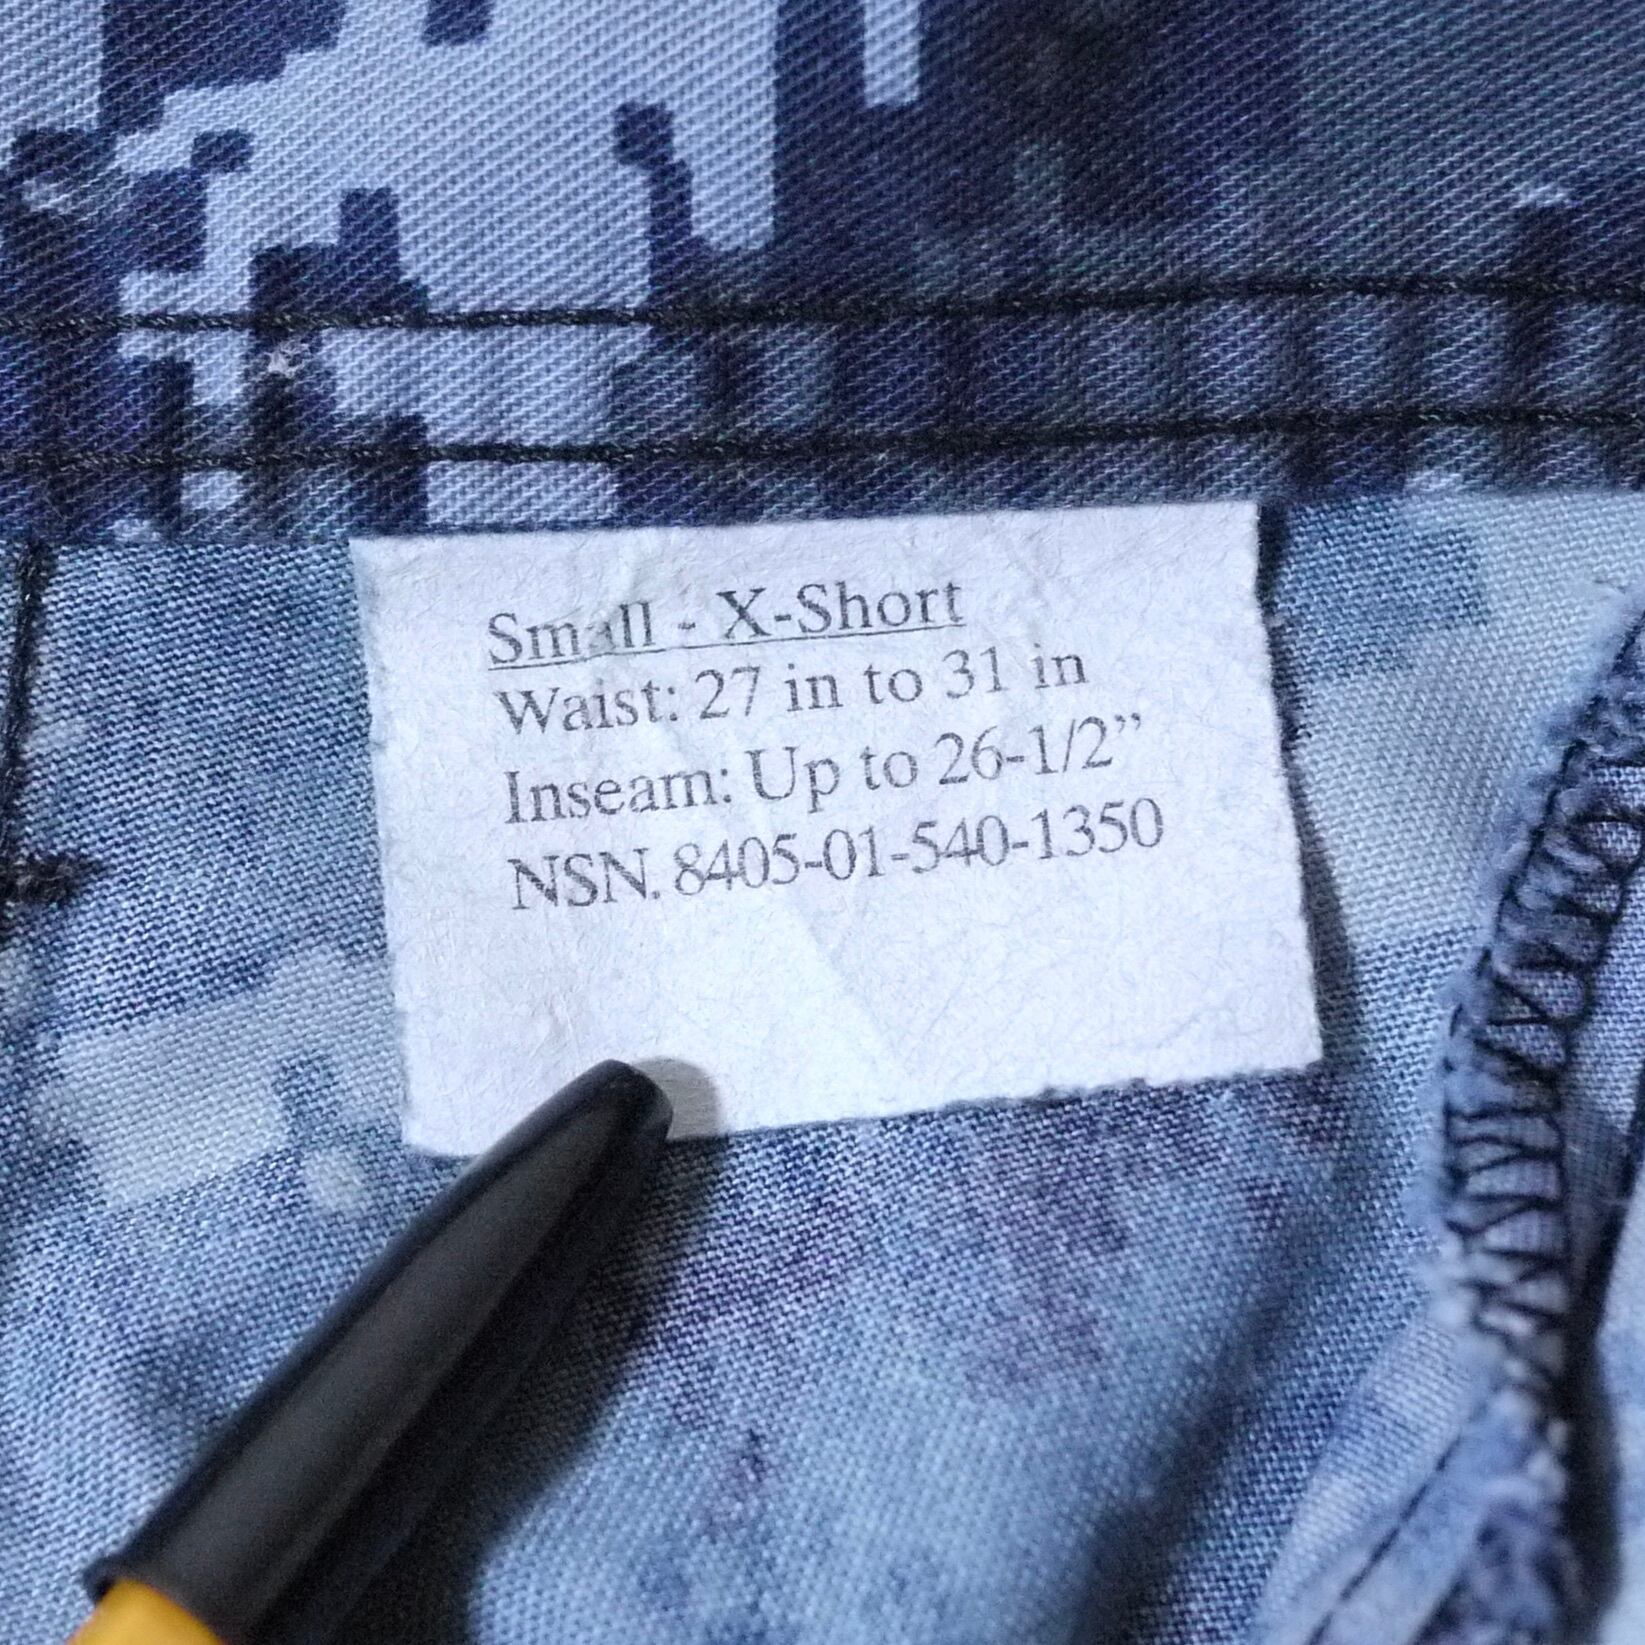 Small - X-Short
Waist: 27 in to 31 in
Inseam: Up to 26-1/2”
NSN. 8405-01-540-1350